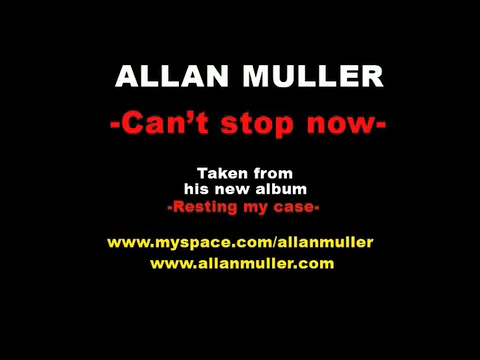 ALLAN MULLER
-Can’t stop now-
Taken from
his new album
-Resting my case-
www.myspace.com/allanmuller
www.allanmuller.com